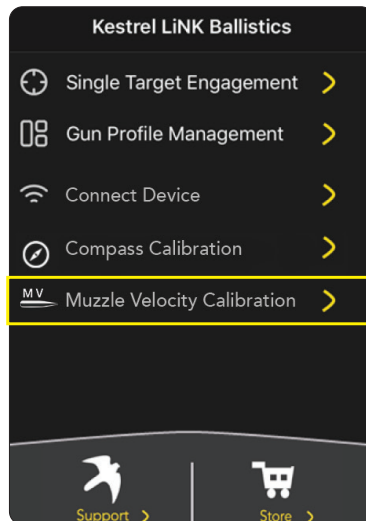 Kestrel LiNK Ballistics
Single Target Engagement
Gun Profile Management
Connect Device
Compass Calibration
MV Muzzle Velocity Calibration
Support Store